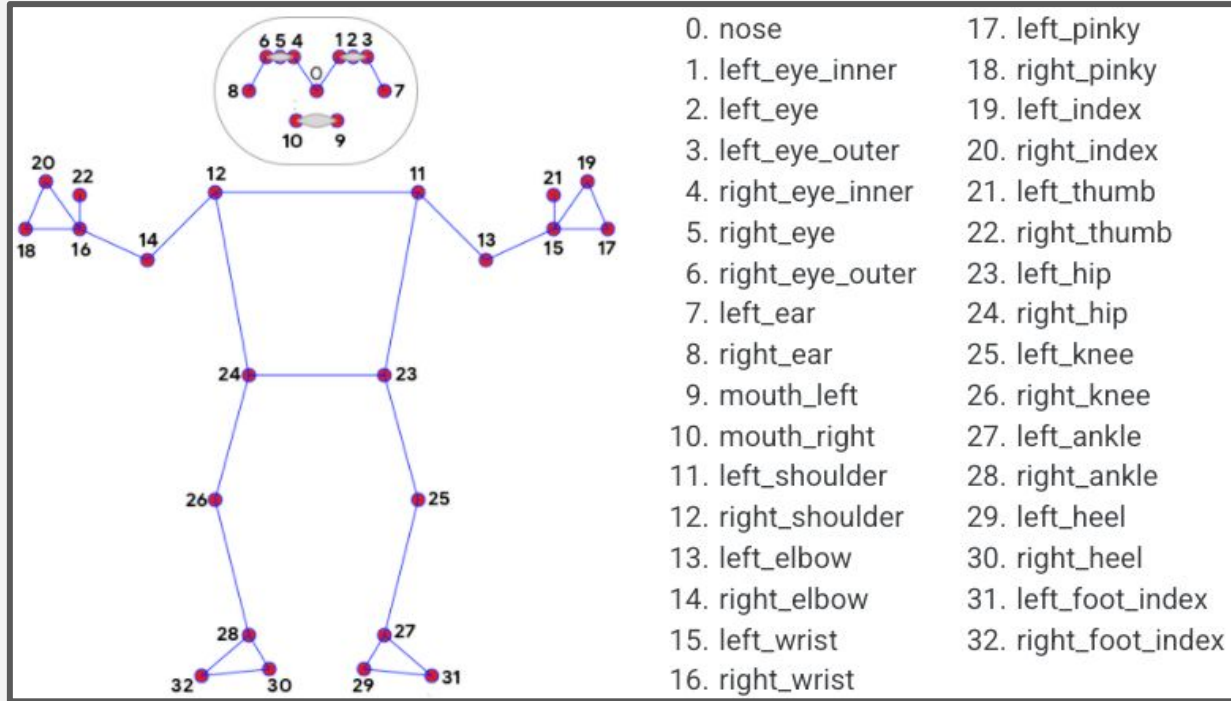 6 5 4 1 2 3
0
8 7
10 9
20 22 12 11 21 19
18 16 14 13 15 17
24 23
26 25
28 27
32 30 29 31
0. nose
1. left_eye_inner
2. left_eye
3. left_eye_outer
4. right_eye_inner
5. right_eye
6. right_eye_outer
7. left_ear
8. right_ear
9. mouth_left
10. mouth_right
11. left_shoulder
12. right_shoulder
13. left_elbow
14. right_elbow
15. left_wrist
16. right_wrist
17. left_pinky
18. right_pinky
19. left_index
20. right_index
21. left_thumb
22. right_thumb
23. left_hip
24. right_hip
25. left_knee
26. right_knee
27. left_ankle
28. right_ankle
29. left_heel
30. right_heel
31. left_foot_index
32. right_foot_index